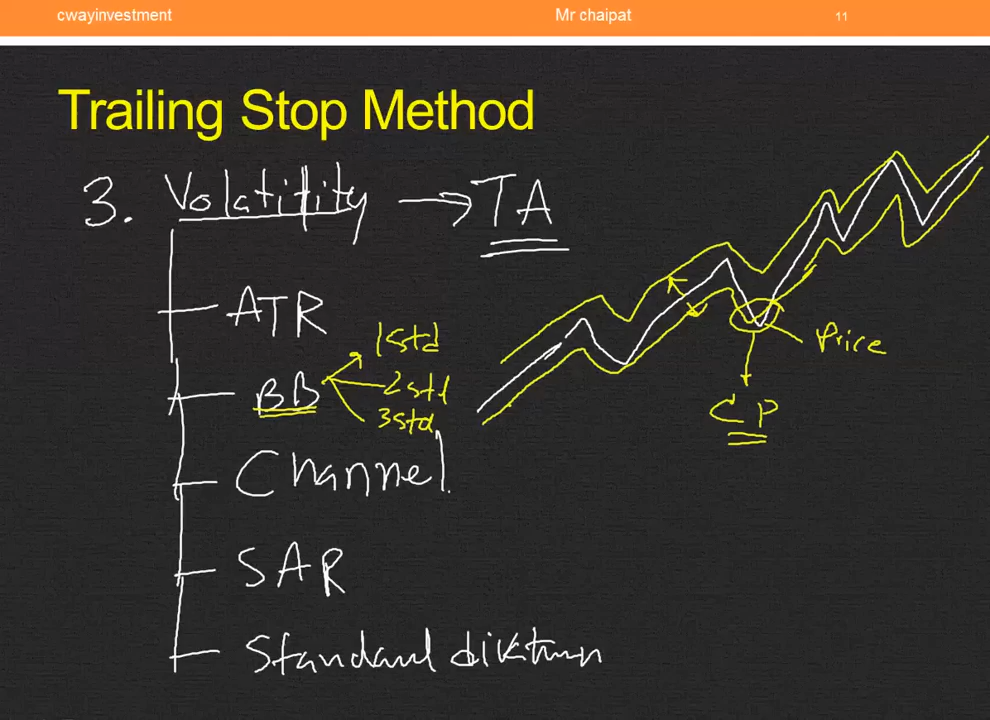 cwayinvestment
Mr chaipat
11
Trailing Stop Method
3. Volatility → TA
ATR
BB
1std
2std
3std
Channel
SAR
Standard
Price
CP